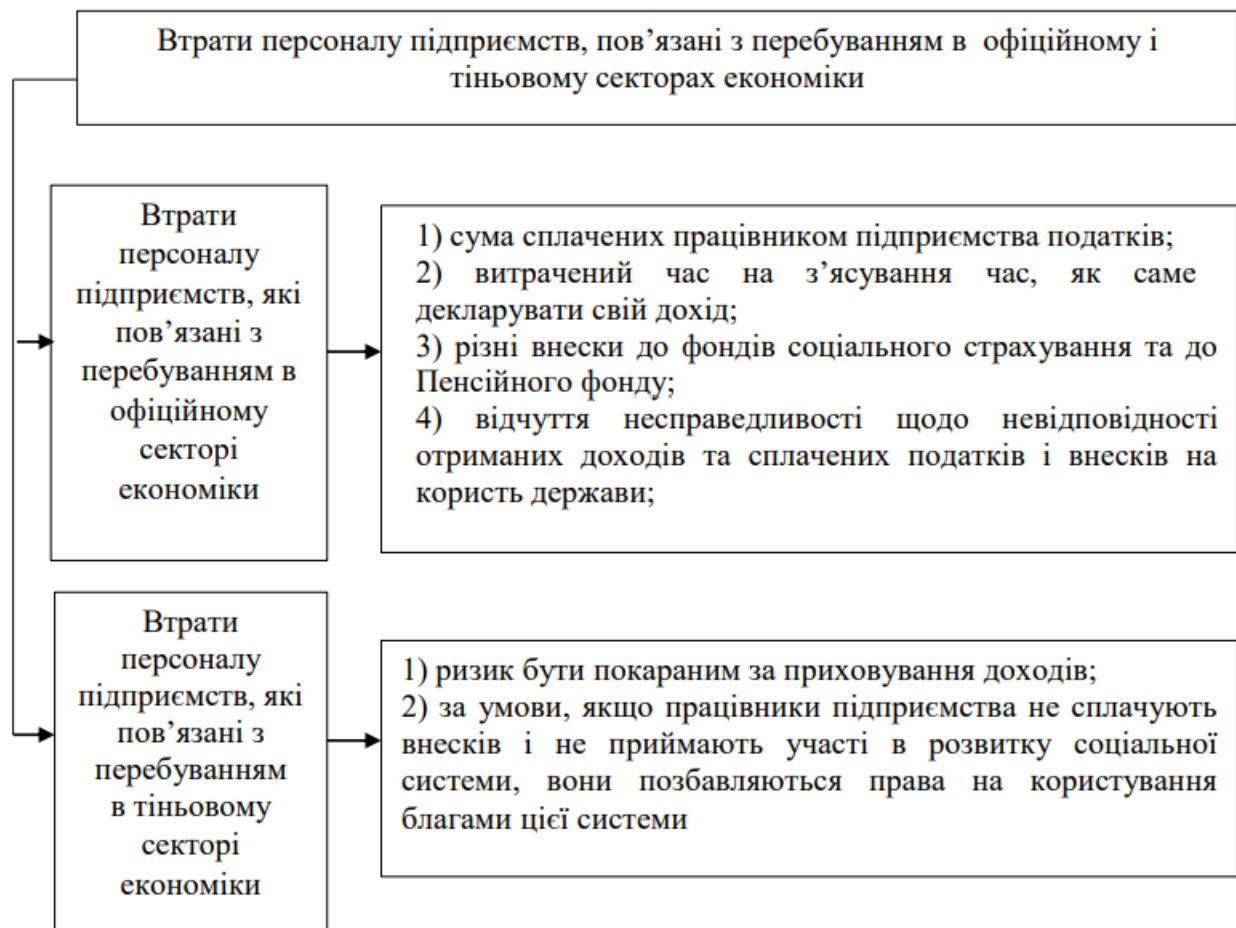 Втрати персоналу підприємств, пов’язані з перебуванням в офіційному і
тіньовому секторах економіки
Втрати
персоналу
підприємств, які
пов’язані з
перебуванням в
офіційному
секторі
економіки
1) сума сплачених працівником підприємства податків;
2) витрачений час на з’ясування час, як саме
декларувати свій дохід;
3) різні внески до фондів соціального страхування та до
Пенсійного фонду;
4) відчуття несправедливості щодо невідповідності
отриманих доходів та сплачених податків і внесків на
користь держави;
Втрати
персоналу
підприємств, які
пов’язані з
перебуванням
в тіньовому
секторі
економіки
1) ризик бути покараним за приховування доходів;
2) за умови, якщо працівники підприємства не сплачують
внесків і не приймають участі в розвитку соціальної
системи, вони позбавляються права на користування
благами цієї системи